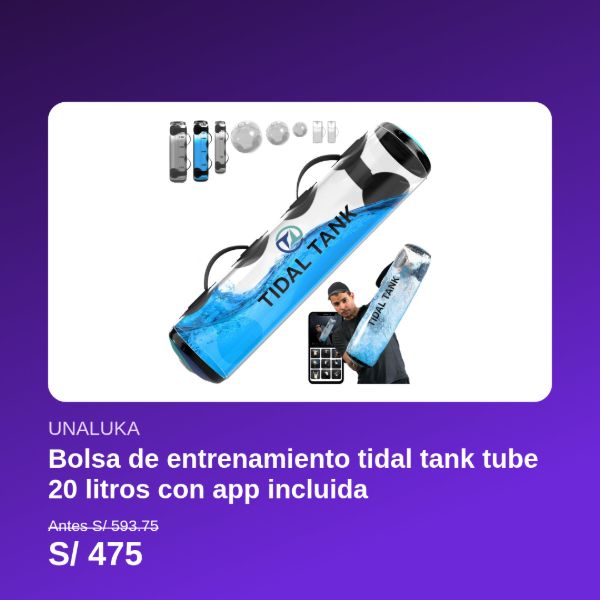 TIDAL TANK
TIDAL TANK
UNALUKA
Bolsa de entrenamiento tidal tank tube
20 litros con app incluida
Antes S/ 593.75
S/ 475